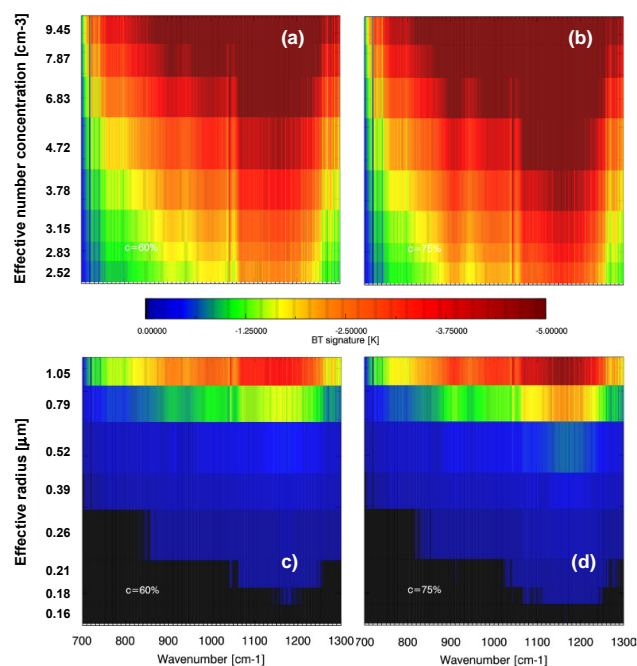 Effective number concentration [cm-3]
9.45
7.87
6.83
4.72
3.78
3.15
2.83
2.52
(a)
c=60%
(b)
c=75%
0.00000 -1.25000 -2.50000 -3.75000 -5.00000
BT signature [K]
Effective radius [μm]
1.05
0.79
0.52
0.39
0.26
0.21
0.18
0.16
c)
c=60%
(d)
c=75%
700 800 900 1000 1100 1200 1300
Wavenumber [cm-1]
700 800 900 1000 1100 1200 1300
Wavenumber [cm-1]